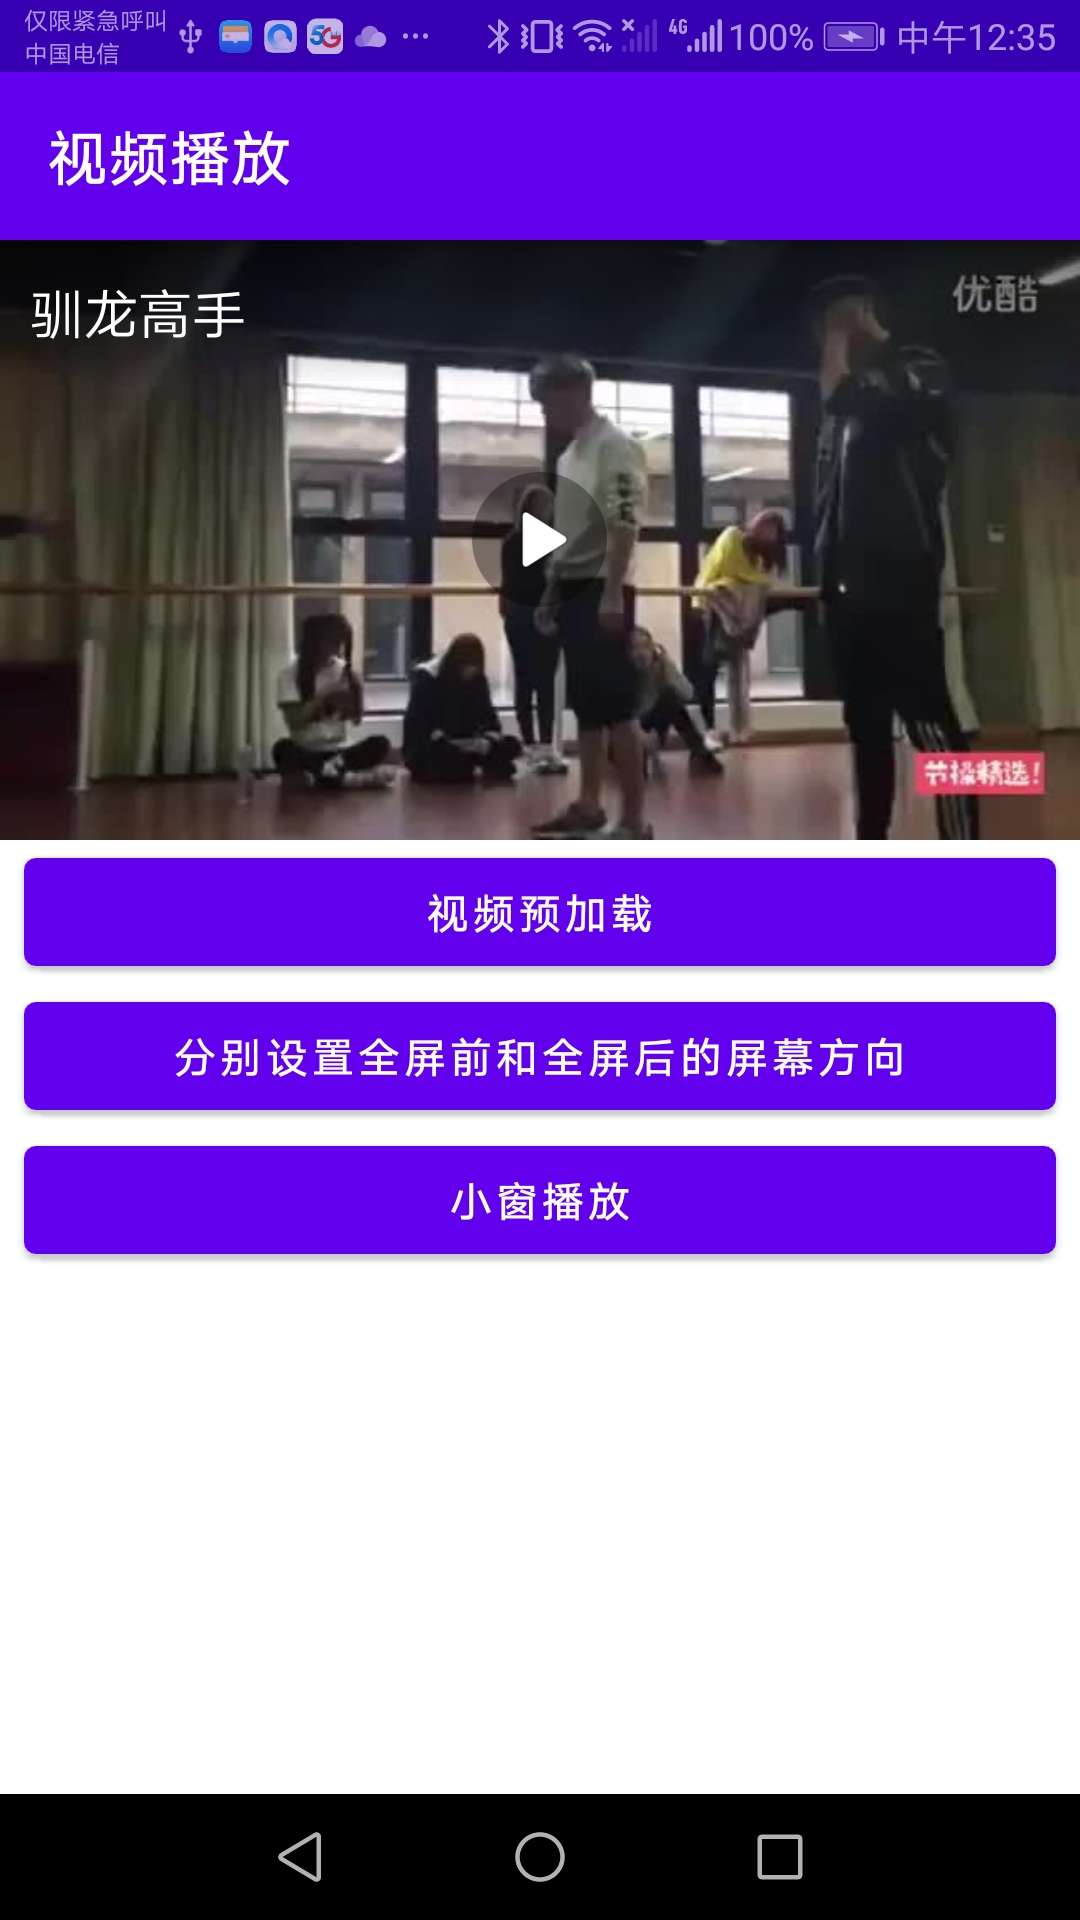 仅限紧急呼叫
中国电信
5G
4G
100%
中午12:35
视频播放
驯龙高手
优酷
节操精选!
视频预加载
分别设置全屏前和全屏后的屏幕方向
小窗播放